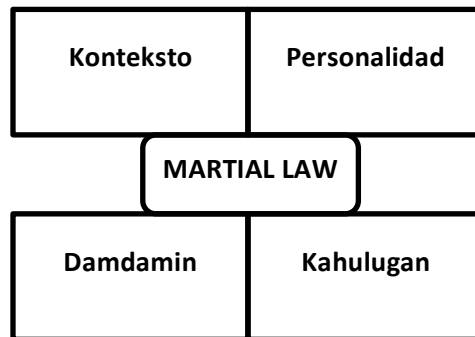 Konteksto
Personalidad
MARTIAL LAW
Damdamin
Kahulugan